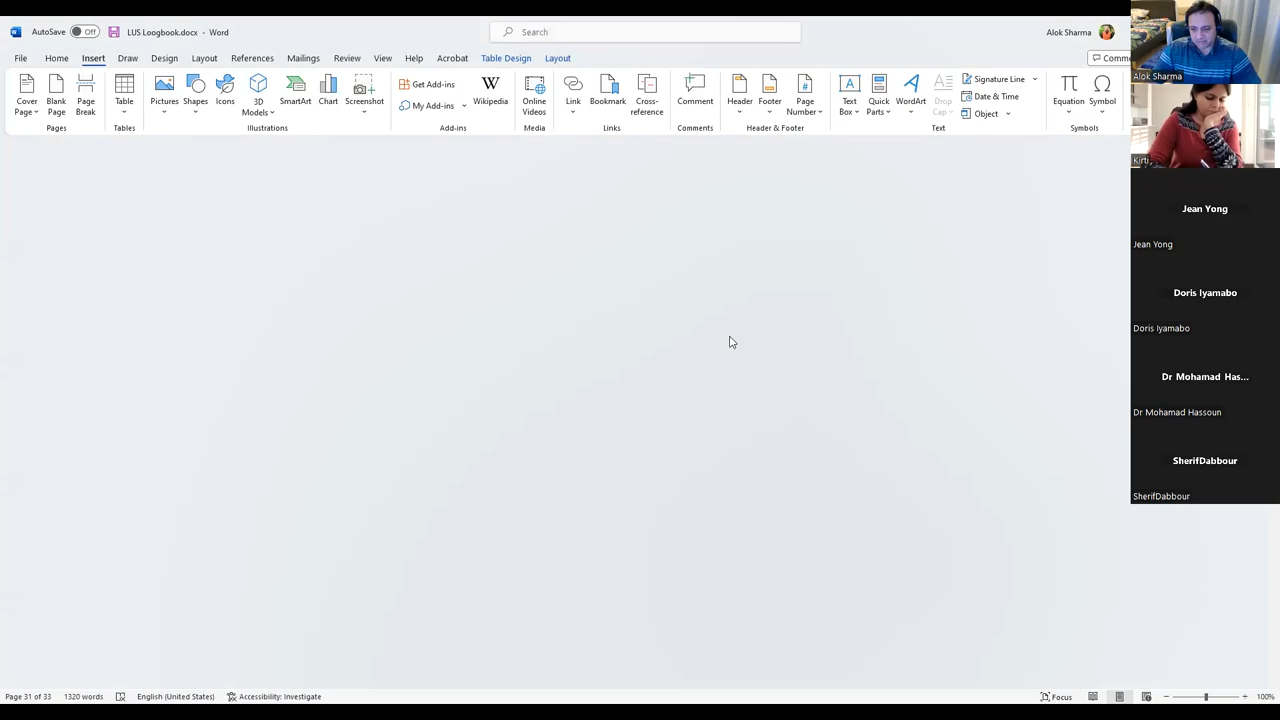 AutoSave Off LUS Loogbook.docx - Word Search Alok Sharma
File Home Insert Draw Design Layout References Mailings Review View Help Acrobat Table Design Layout Comme
Cover Page Blank Page Page Break Pages
Table Tables
Pictures Shapes Icons 3D Models SmartArt Chart Screenshot Illustrations
Get Add-ins My Add-ins W Wikipedia Add-ins
Online Videos Media
Link Bookmark Cross-reference Links
Comment Comments
Header Footer Page Number Header & Footer
Text Box Quick Parts WordArt Drop Cap Signature Line Date & Time Object Text
Equation Symbol Symbols
Alok Sharma
Kirti
Jean Yong
Jean Yong
Doris Iyamabo
Doris Iyamabo
Dr Mohamad Has...
Dr Mohamad Hassoun
SherifDabbour
SherifDabbour
Page 31 of 33 1320 words English (United States) Accessibility: Investigate Focus 100%